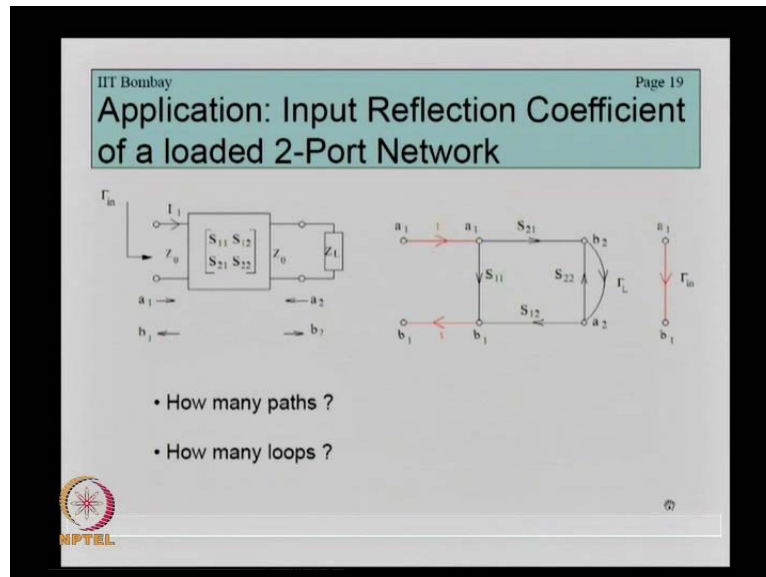 IIT Bombay Page 19
Application: Input Reflection Coefficient
of a loaded 2-Port Network
Γin
I1
Z0
S11 S12
S21 S22
Z0
ZL
a1
a2
b1
b2
a1
1
a1
S21
b2
S11
S22
ΓL
b1
1
b1
S12
a2
a1
Γin
b1
• How many paths ?
• How many loops ?
NPTEL